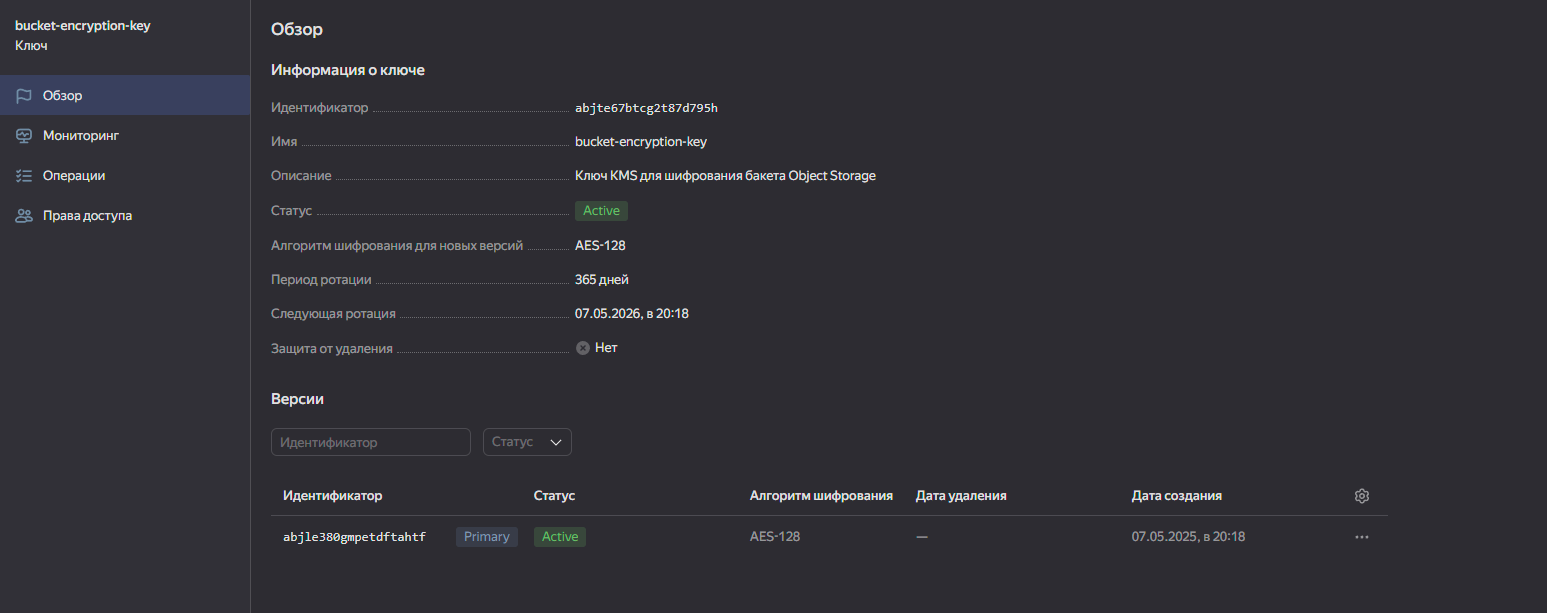 bucket-encryption-key
Ключ
Обзор
Мониторинг
Операции
Права доступа
Обзор
Информация о ключе
Идентификатор abjte67btcg2t87d795h
Имя bucket-encryption-key
Описание Ключ KMS для шифрования бакета Object Storage
Статус Active
Алгоритм шифрования для новых версий AES-128
Период ротации 365 дней
Следующая ротация 07.05.2026, в 20:18
Защита от удаления Нет
Версии
Идентификатор Статус
Идентификатор Статус Алгоритм шифрования Дата удаления Дата создания
abjle380gmpetdftahtf Primary Active AES-128 — 07.05.2025, в 20:18